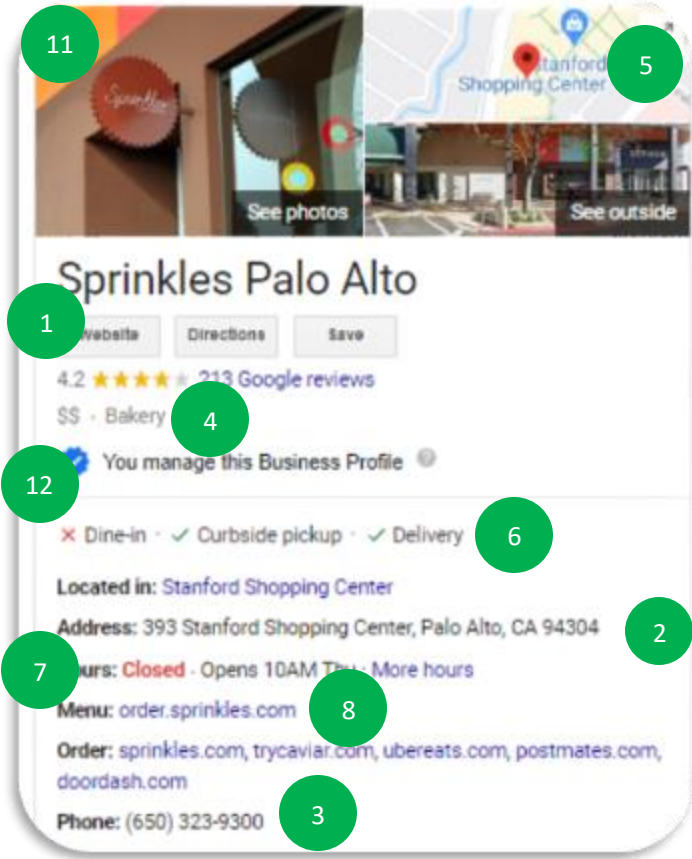 11
Sprinkles
Stanford
Shopping Center
5
See photos
See outside
Sprinkles Palo Alto
1
Website
Directions
Save
4.2 213 Google reviews
$$ · Bakery
4
12
You manage this Business Profile ?
× Dine-in · ✓ Curbside pickup · ✓ Delivery
6
Located in: Stanford Shopping Center
Address: 393 Stanford Shopping Center, Palo Alto, CA 94304
2
7
Hours: Closed · Opens 10AM Thu · More hours
Menu: order.sprinkles.com
8
Order: sprinkles.com, trycaviar.com, ubereats.com, postmates.com,
doordash.com
Phone: (650) 323-9300
3